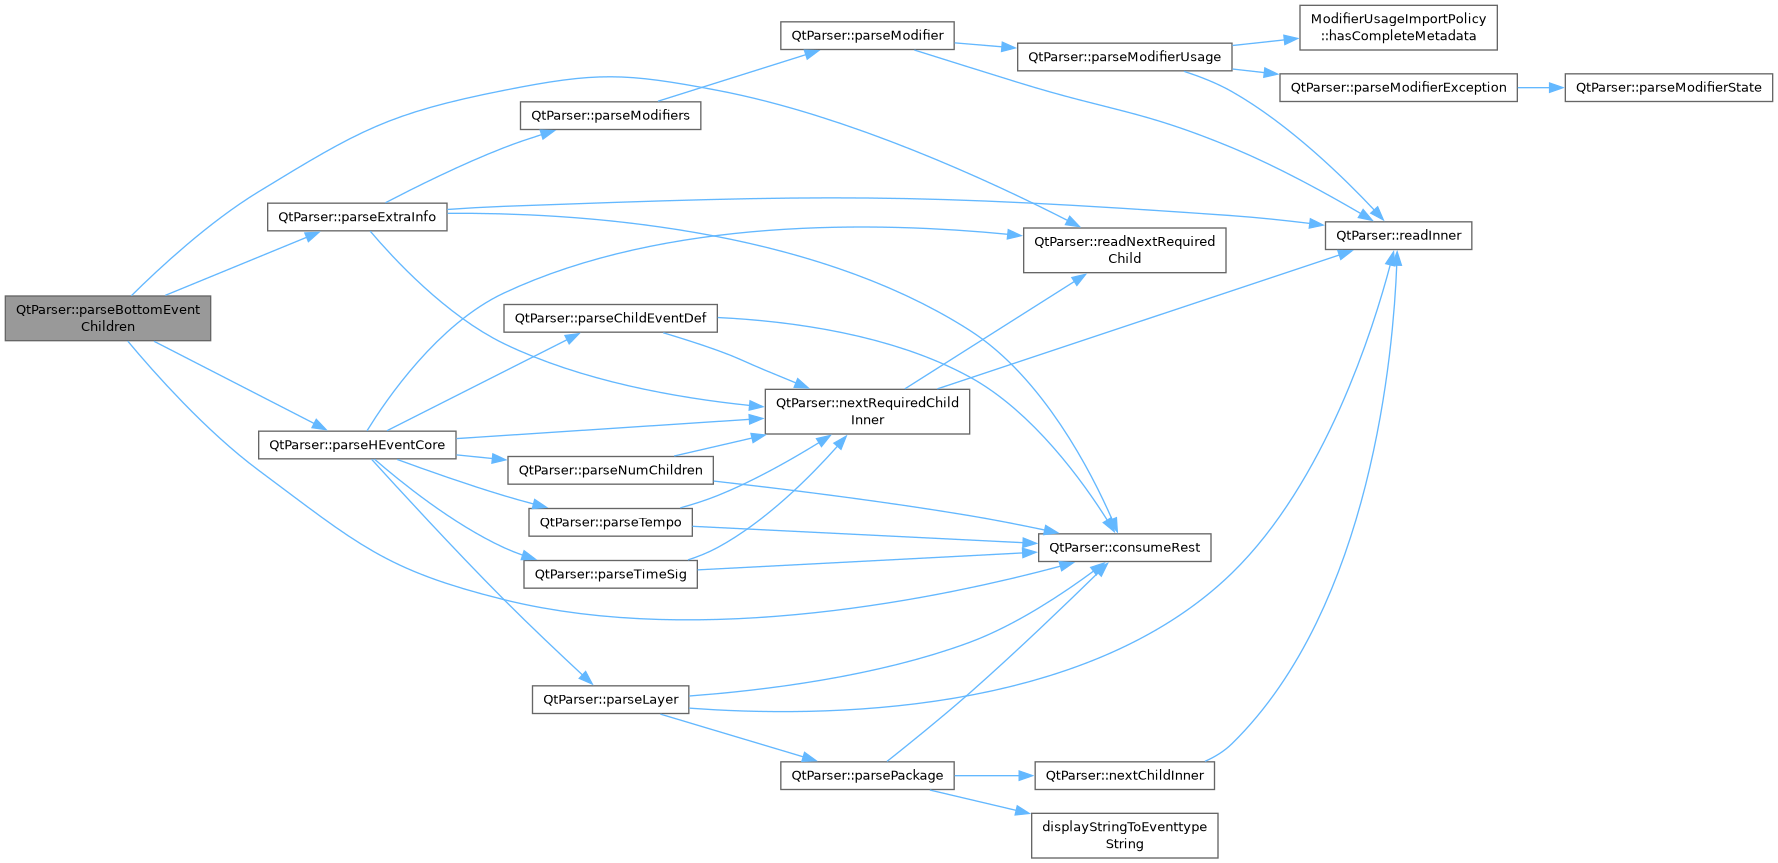 QtParser::parseBottomEvent
Children
QtParser::parseExtraInfo
QtParser::parseHEventCore
QtParser::parseModifiers
QtParser::parseChildEventDef
QtParser::parseNumChildren
QtParser::parseTempo
QtParser::parseTimeSig
QtParser::parseLayer
QtParser::parseModifier
QtParser::nextRequiredChild
Inner
QtParser::parsePackage
QtParser::parseModifierUsage
QtParser::readNextRequired
Child
QtParser::consumeRest
QtParser::nextChildInner
displayStringToEventtype
String
ModifierUsageImportPolicy
::hasCompleteMetadata
QtParser::parseModifierException
QtParser::readInner
QtParser::parseModifierState